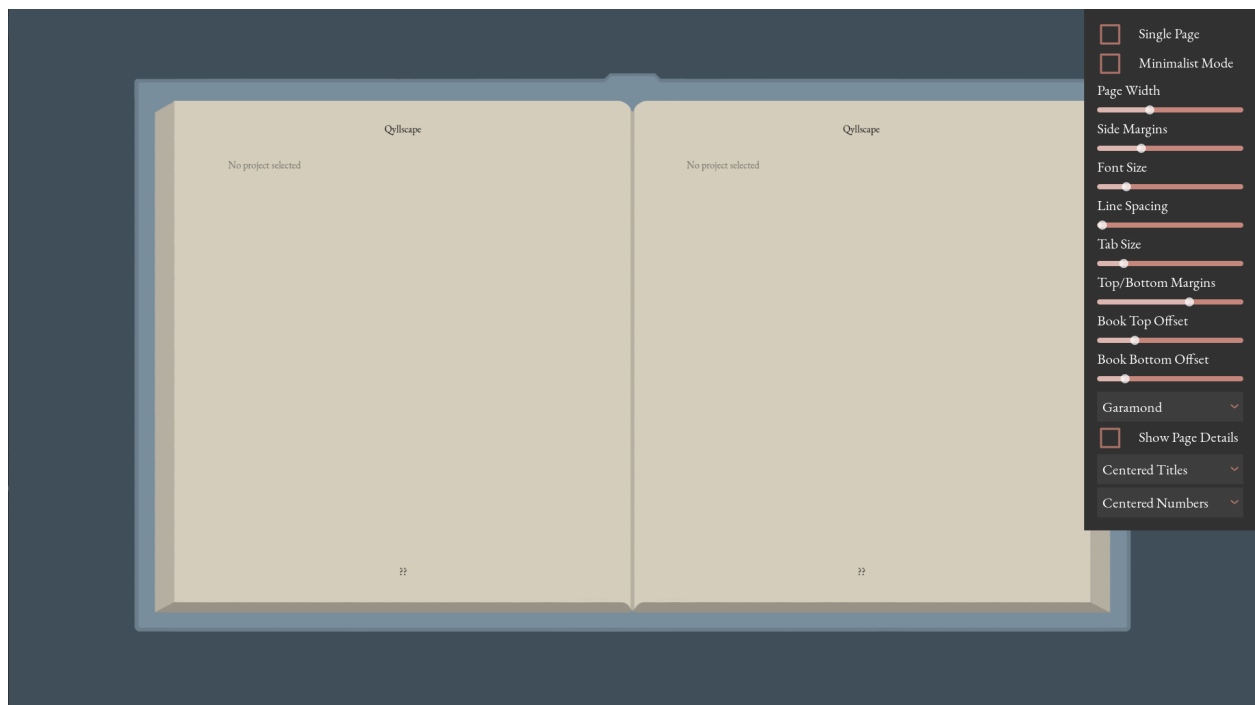 Qyllscape
No project selected
??
Qyllscape
No project selected
??
Single Page
Minimalist Mode
Page Width
Side Margins
Font Size
Line Spacing
Tab Size
Top/Bottom Margins
Book Top Offset
Book Bottom Offset
Garamond
Show Page Details
Centered Titles
Centered Numbers